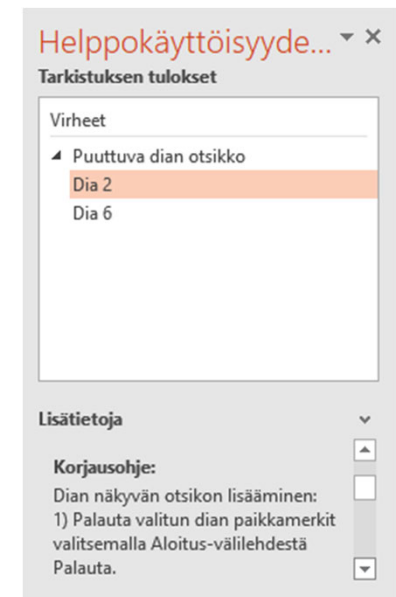 Helppokäyttöisyyde...
Tarkistuksen tulokset
Virheet
Puuttuva dian otsikko
Dia 2
Dia 6
Lisätietoja
Korjausohje:
Dian näkyvän otsikon lisääminen:
1) Palauta valitun dian paikkamerkit
valitsemalla Aloitus-välilehdestä
Palauta.